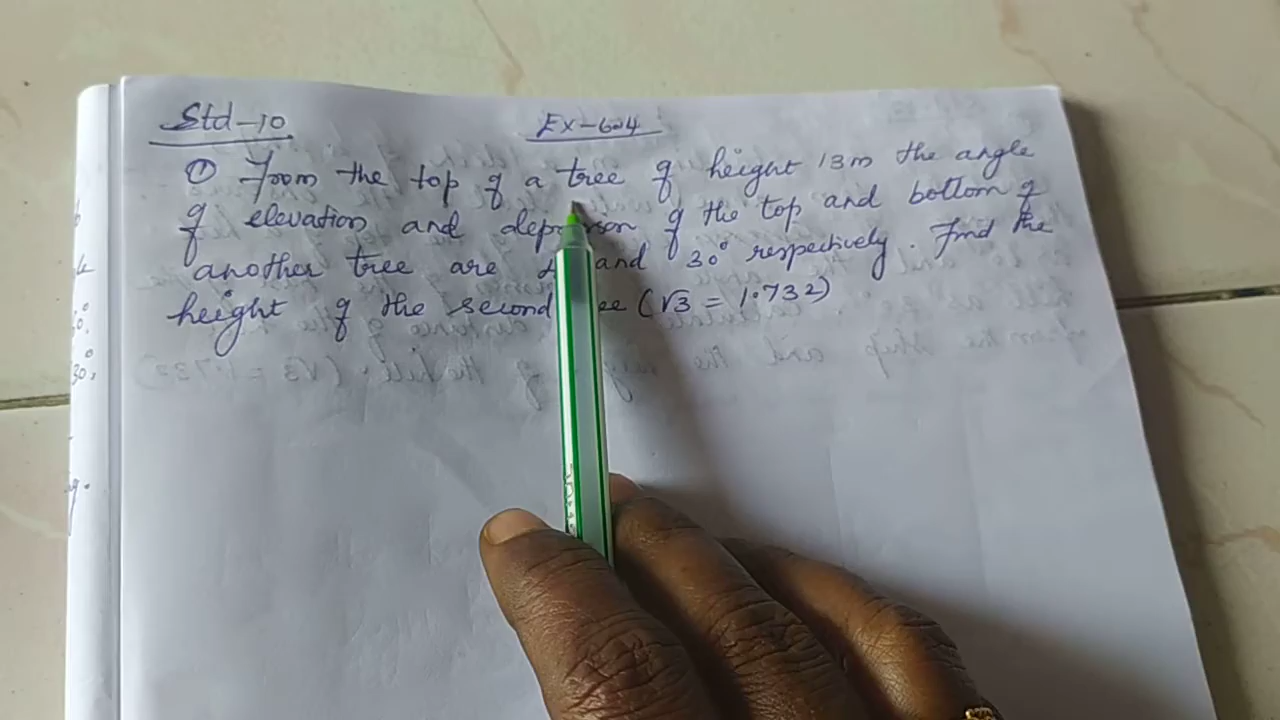 Std-10
Ex-6.4
① From the top of a tree of height 13m the angle
of elevation and depression of the top and bottom of
another tree are and 30° respectively. Find the
height of the second (√3 = 1.732)